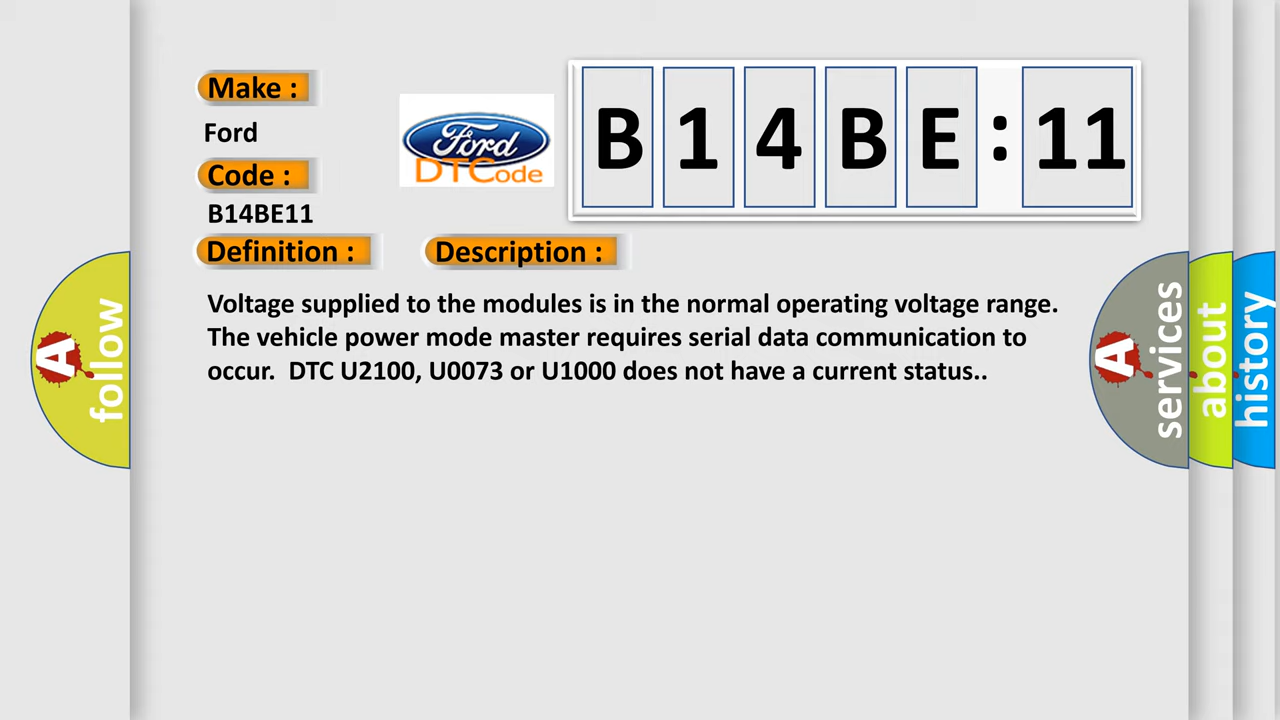 Make :
Ford
Code :
B14BE11
Ford
DTCode
B 1 4 B E : 11
Definition :
Description :
Voltage supplied to the modules is in the normal operating voltage range.
The vehicle power mode master requires serial data communication to
occur. DTC U2100, U0073 or U1000 does not have a current status..
A follow
A services
about
history